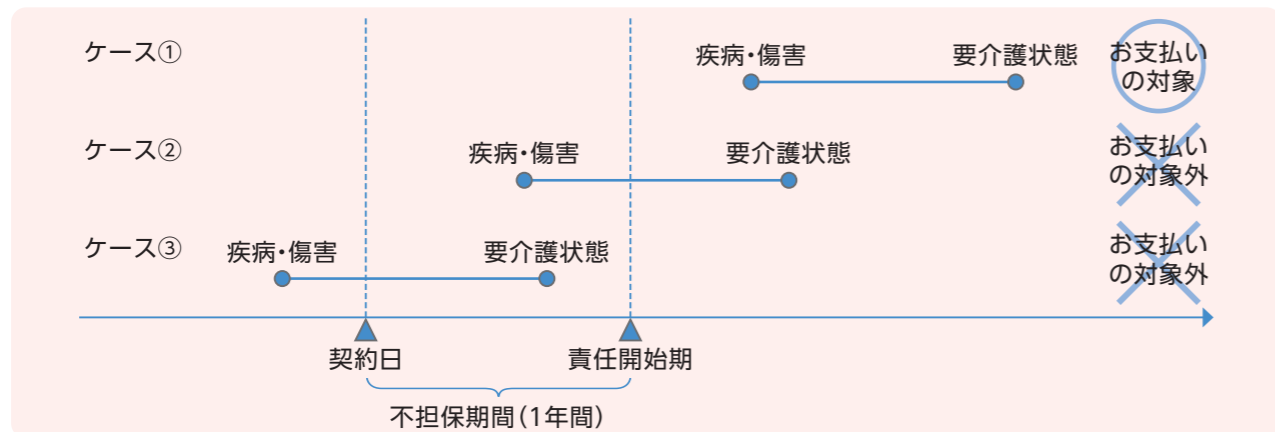 ケース①
疾病・傷害
要介護状態
お支払い
の対象
ケース②
疾病・傷害
要介護状態
お支払い
の対象外
ケース③
疾病・傷害
要介護状態
お支払い
の対象外
契約日
責任開始期
不担保期間(1年間)